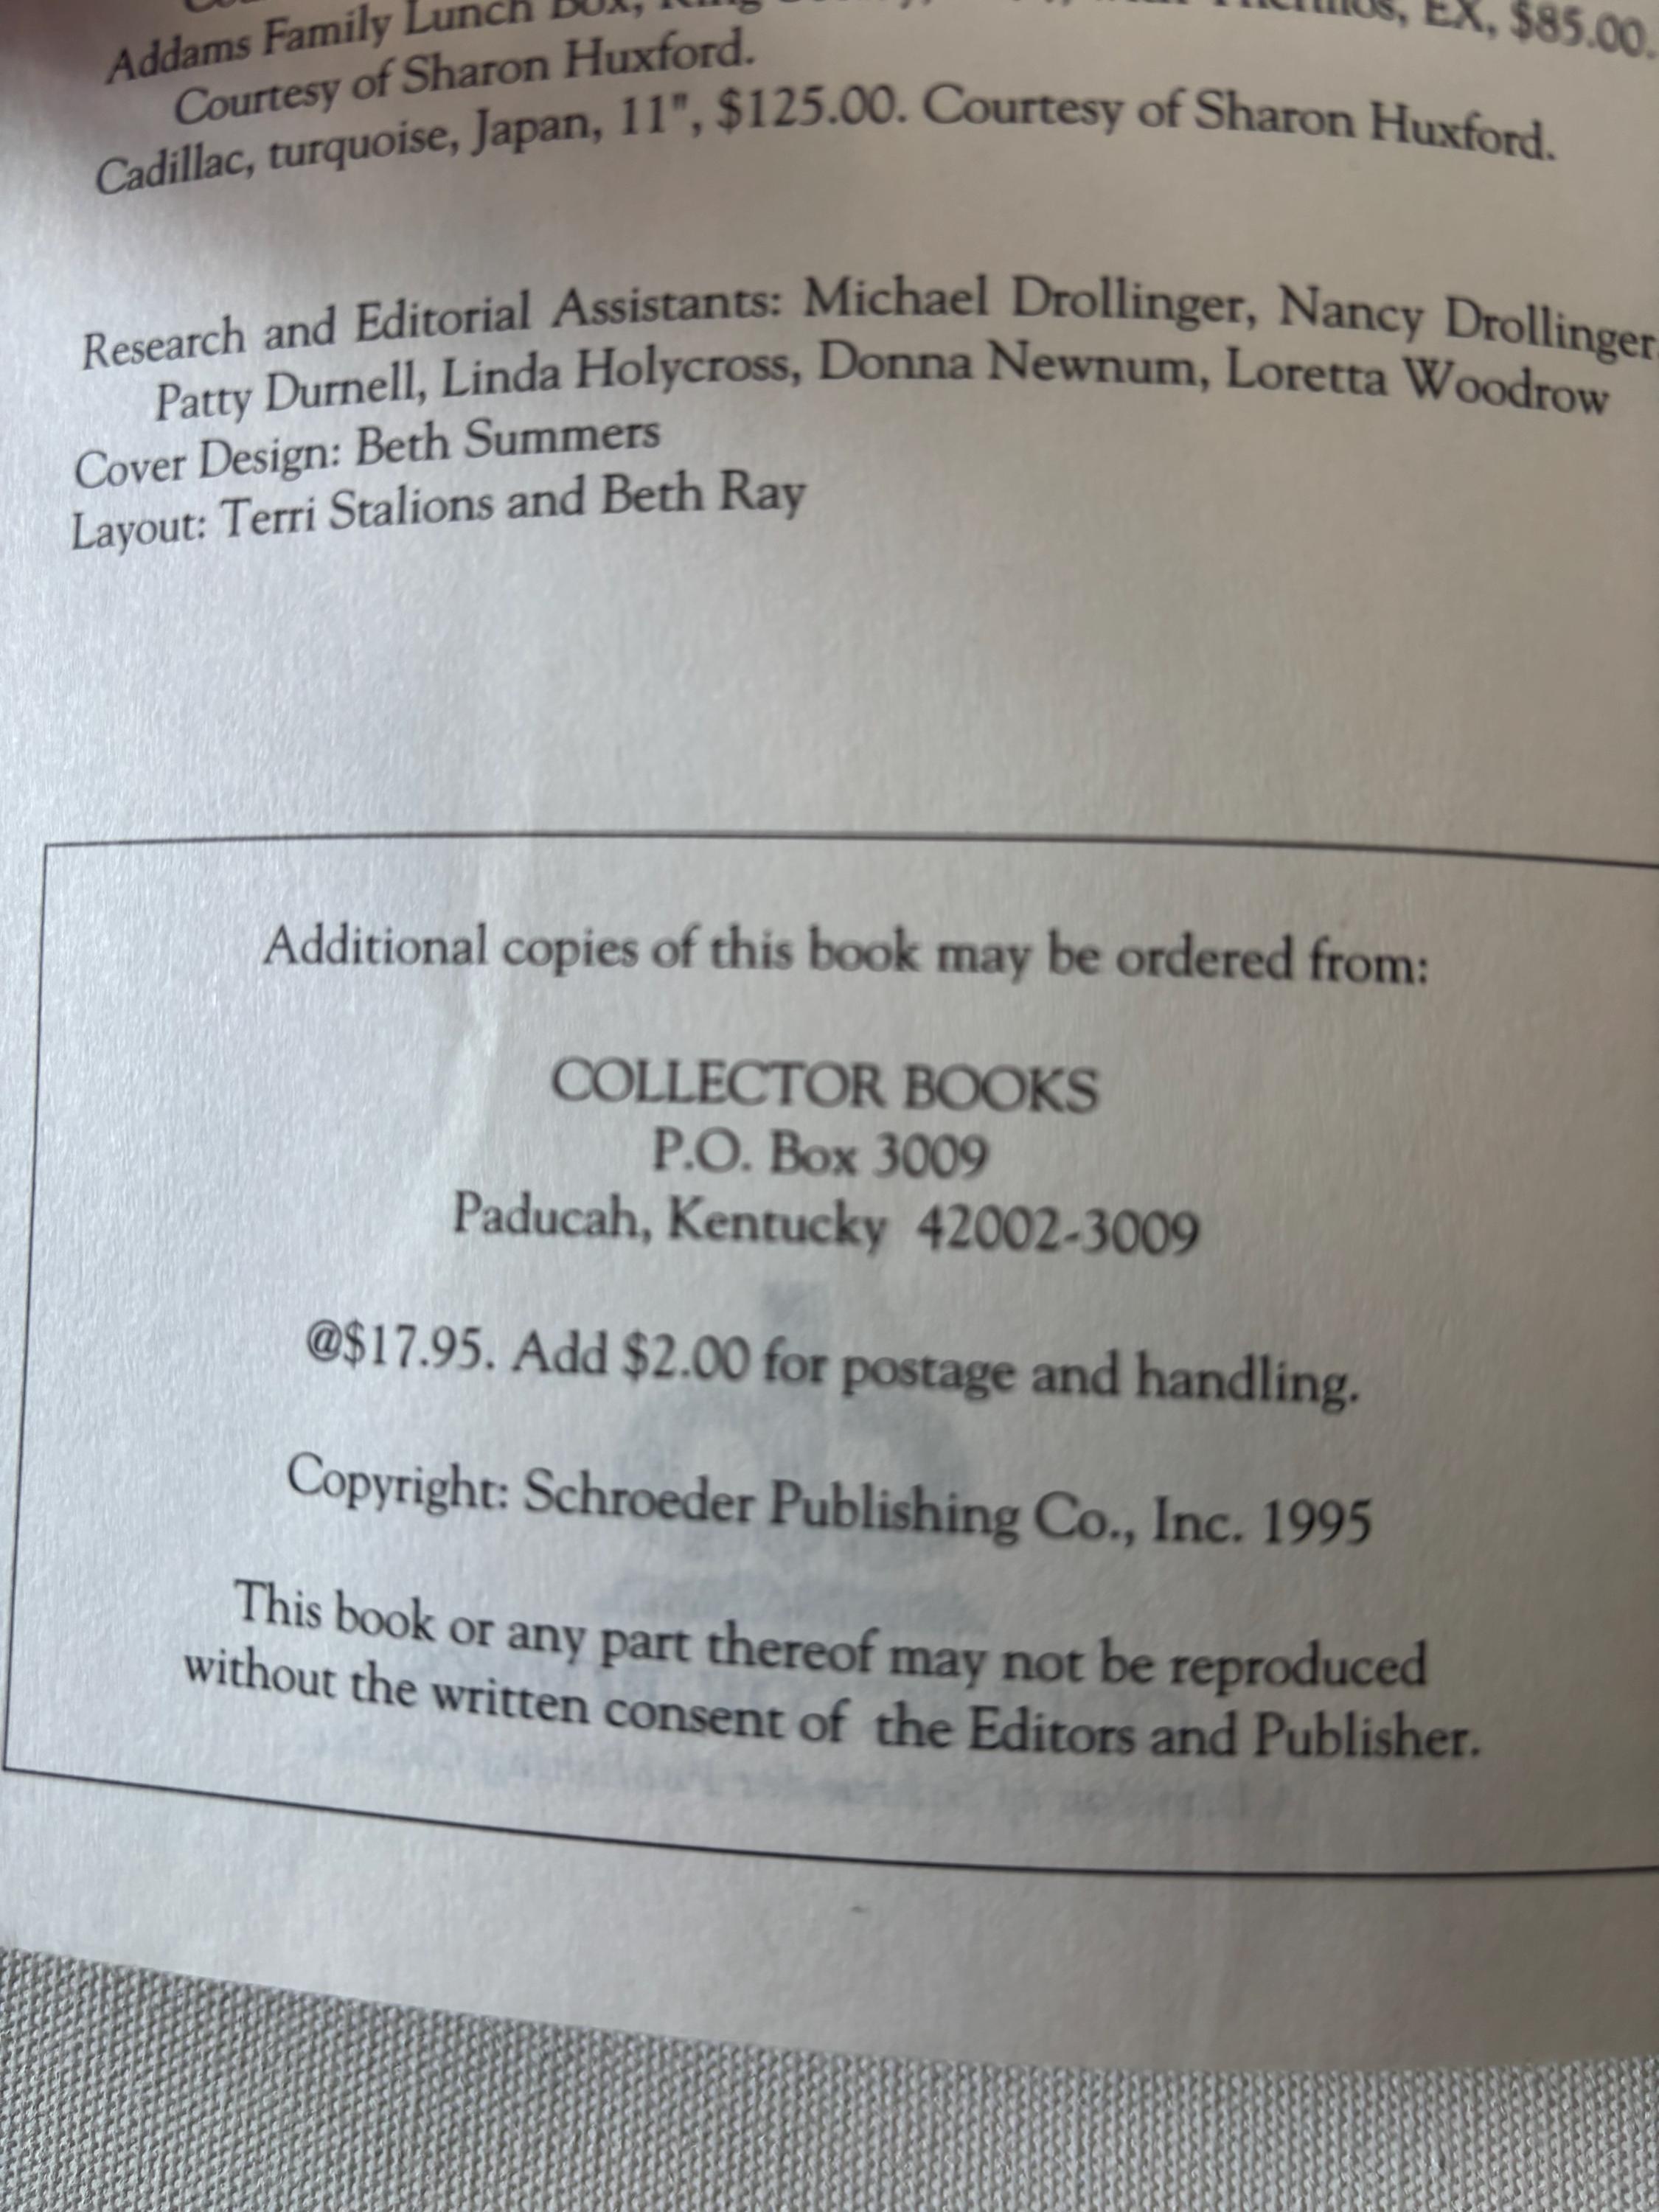 Addams Family Lunch Box,
EX, $85.00.
Courtesy of Sharon Huxford.
Cadillac, turquoise, Japan, 11", $125.00. Courtesy of Sharon Huxford.
Research and Editorial Assistants: Michael Drollinger, Nancy Drollinger,
Patty Durnell, Linda Holycross, Donna Newnum, Loretta Woodrow
Cover Design: Beth Summers
Layout: Terri Stalions and Beth Ray
Additional copies of this book may be ordered from:
COLLECTOR BOOKS
P.O. Box 3009
Paducah, Kentucky 42002-3009
@$17.95. Add $2.00 for postage and handling.
Copyright: Schroeder Publishing Co., Inc. 1995
This book or any part thereof may not be reproduced
without the written consent of the Editors and Publisher.